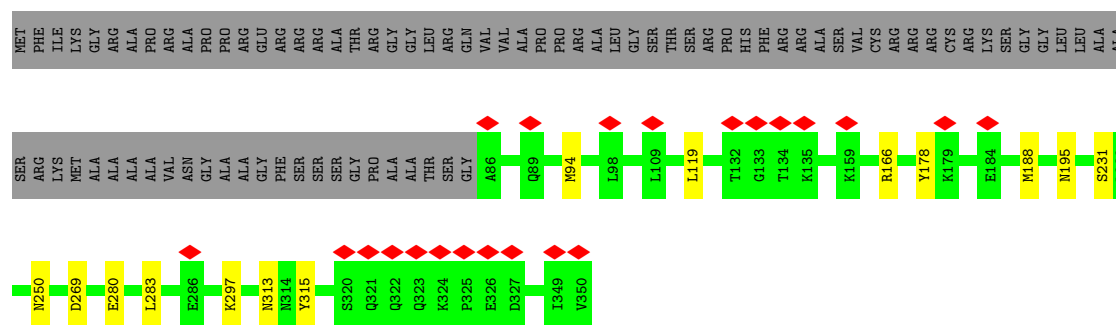 MET PHE ILE LYS GLY ARG ALA PRO ARG ALA PRO PRO ARG GLU ARG ARG ARG ALA THR ARG GLY GLY LEU ARG GLN VAL VAL ALA PRO PRO ARG ALA LEU GLY SER THR SER ARG PRO HIS PHE ARG ARG ALA SER VAL CYS ARG ARG ARG CYS ARG LYS SER GLY GLY LEU LEU ALA ALA
SER ARG LYS MET ALA ALA ALA ALA VAL ASN GLY ALA ALA GLY PHE SER SER SER GLY PRO ALA ALA THR SER GLY A86 Q89 M94 L98 L109 L119 T132 G133 T134 K135 K159 R166 Y178 K179 E184 M188 N195 S231
N250 D269 E280 L283 E286 K297 N313 N314 Y315 S320 Q321 Q322 Q323 K324 P325 E326 D327 I349 V350